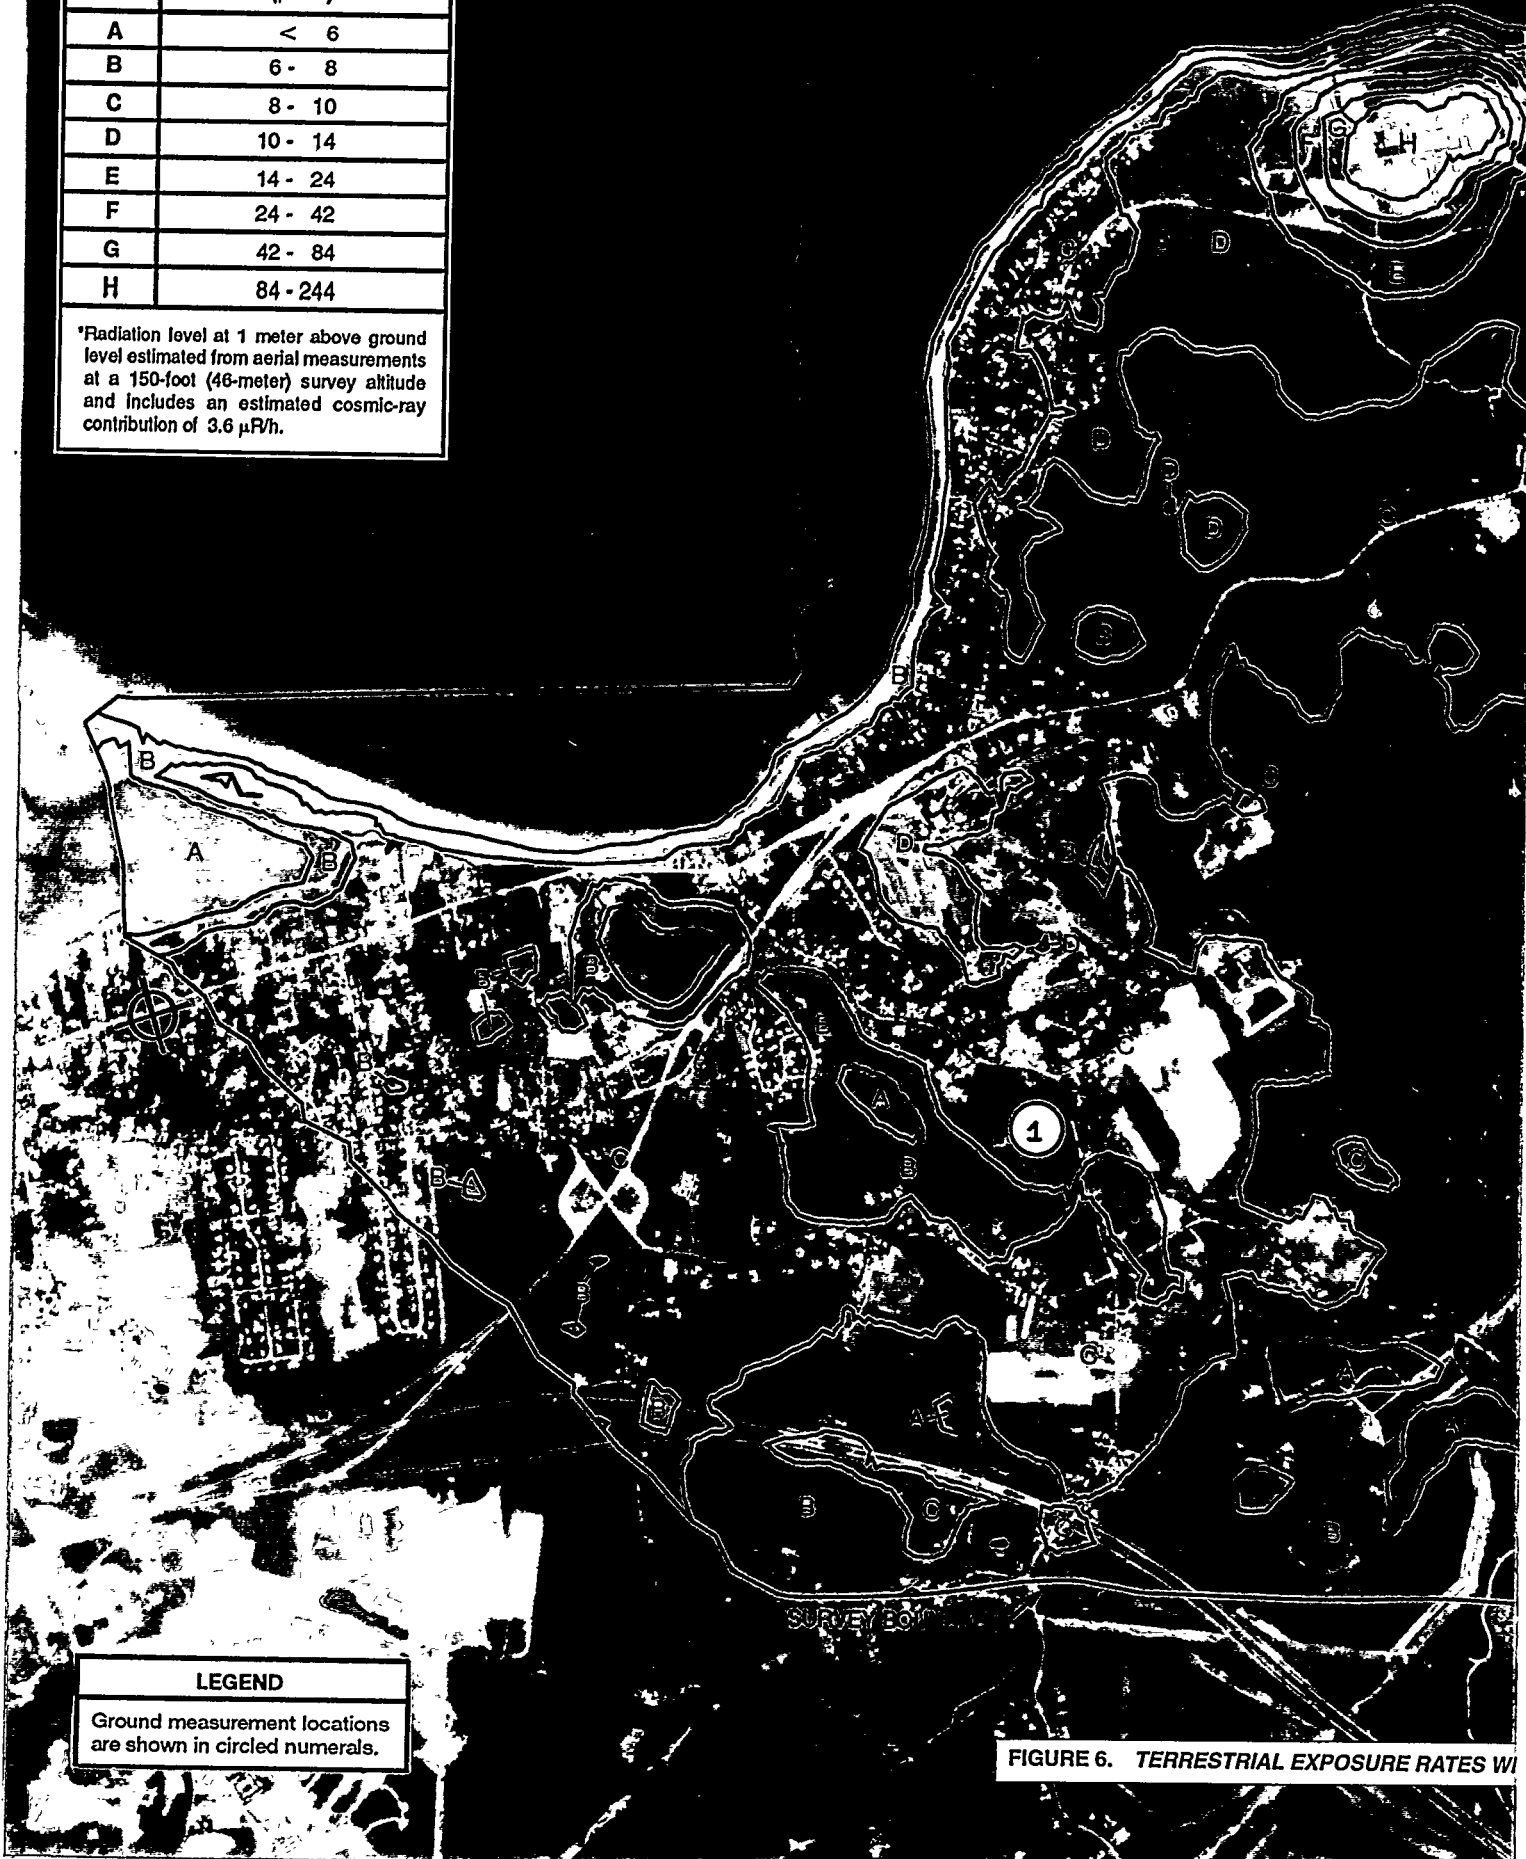 A < 6
B 6 - 8
C 8 - 10
D 10 - 14
E 14 - 24
F 24 - 42
G 42 - 84
H 84 - 244
*Radiation level at 1 meter above ground
level estimated from aerial measurements
at a 150-foot (46-meter) survey altitude
and includes an estimated cosmic-ray
contribution of 3.6 μR/h.
F G H
C D
E
D
D
D
C
B
B
B
A B
D
B
B
D
C
B
A
1
B
C
C
B-A
B
C
B
A
B C
B
SURVEY
LEGEND
Ground measurement locations
are shown in circled numerals.
FIGURE 6. TERRESTRIAL EXPOSURE RATES WI